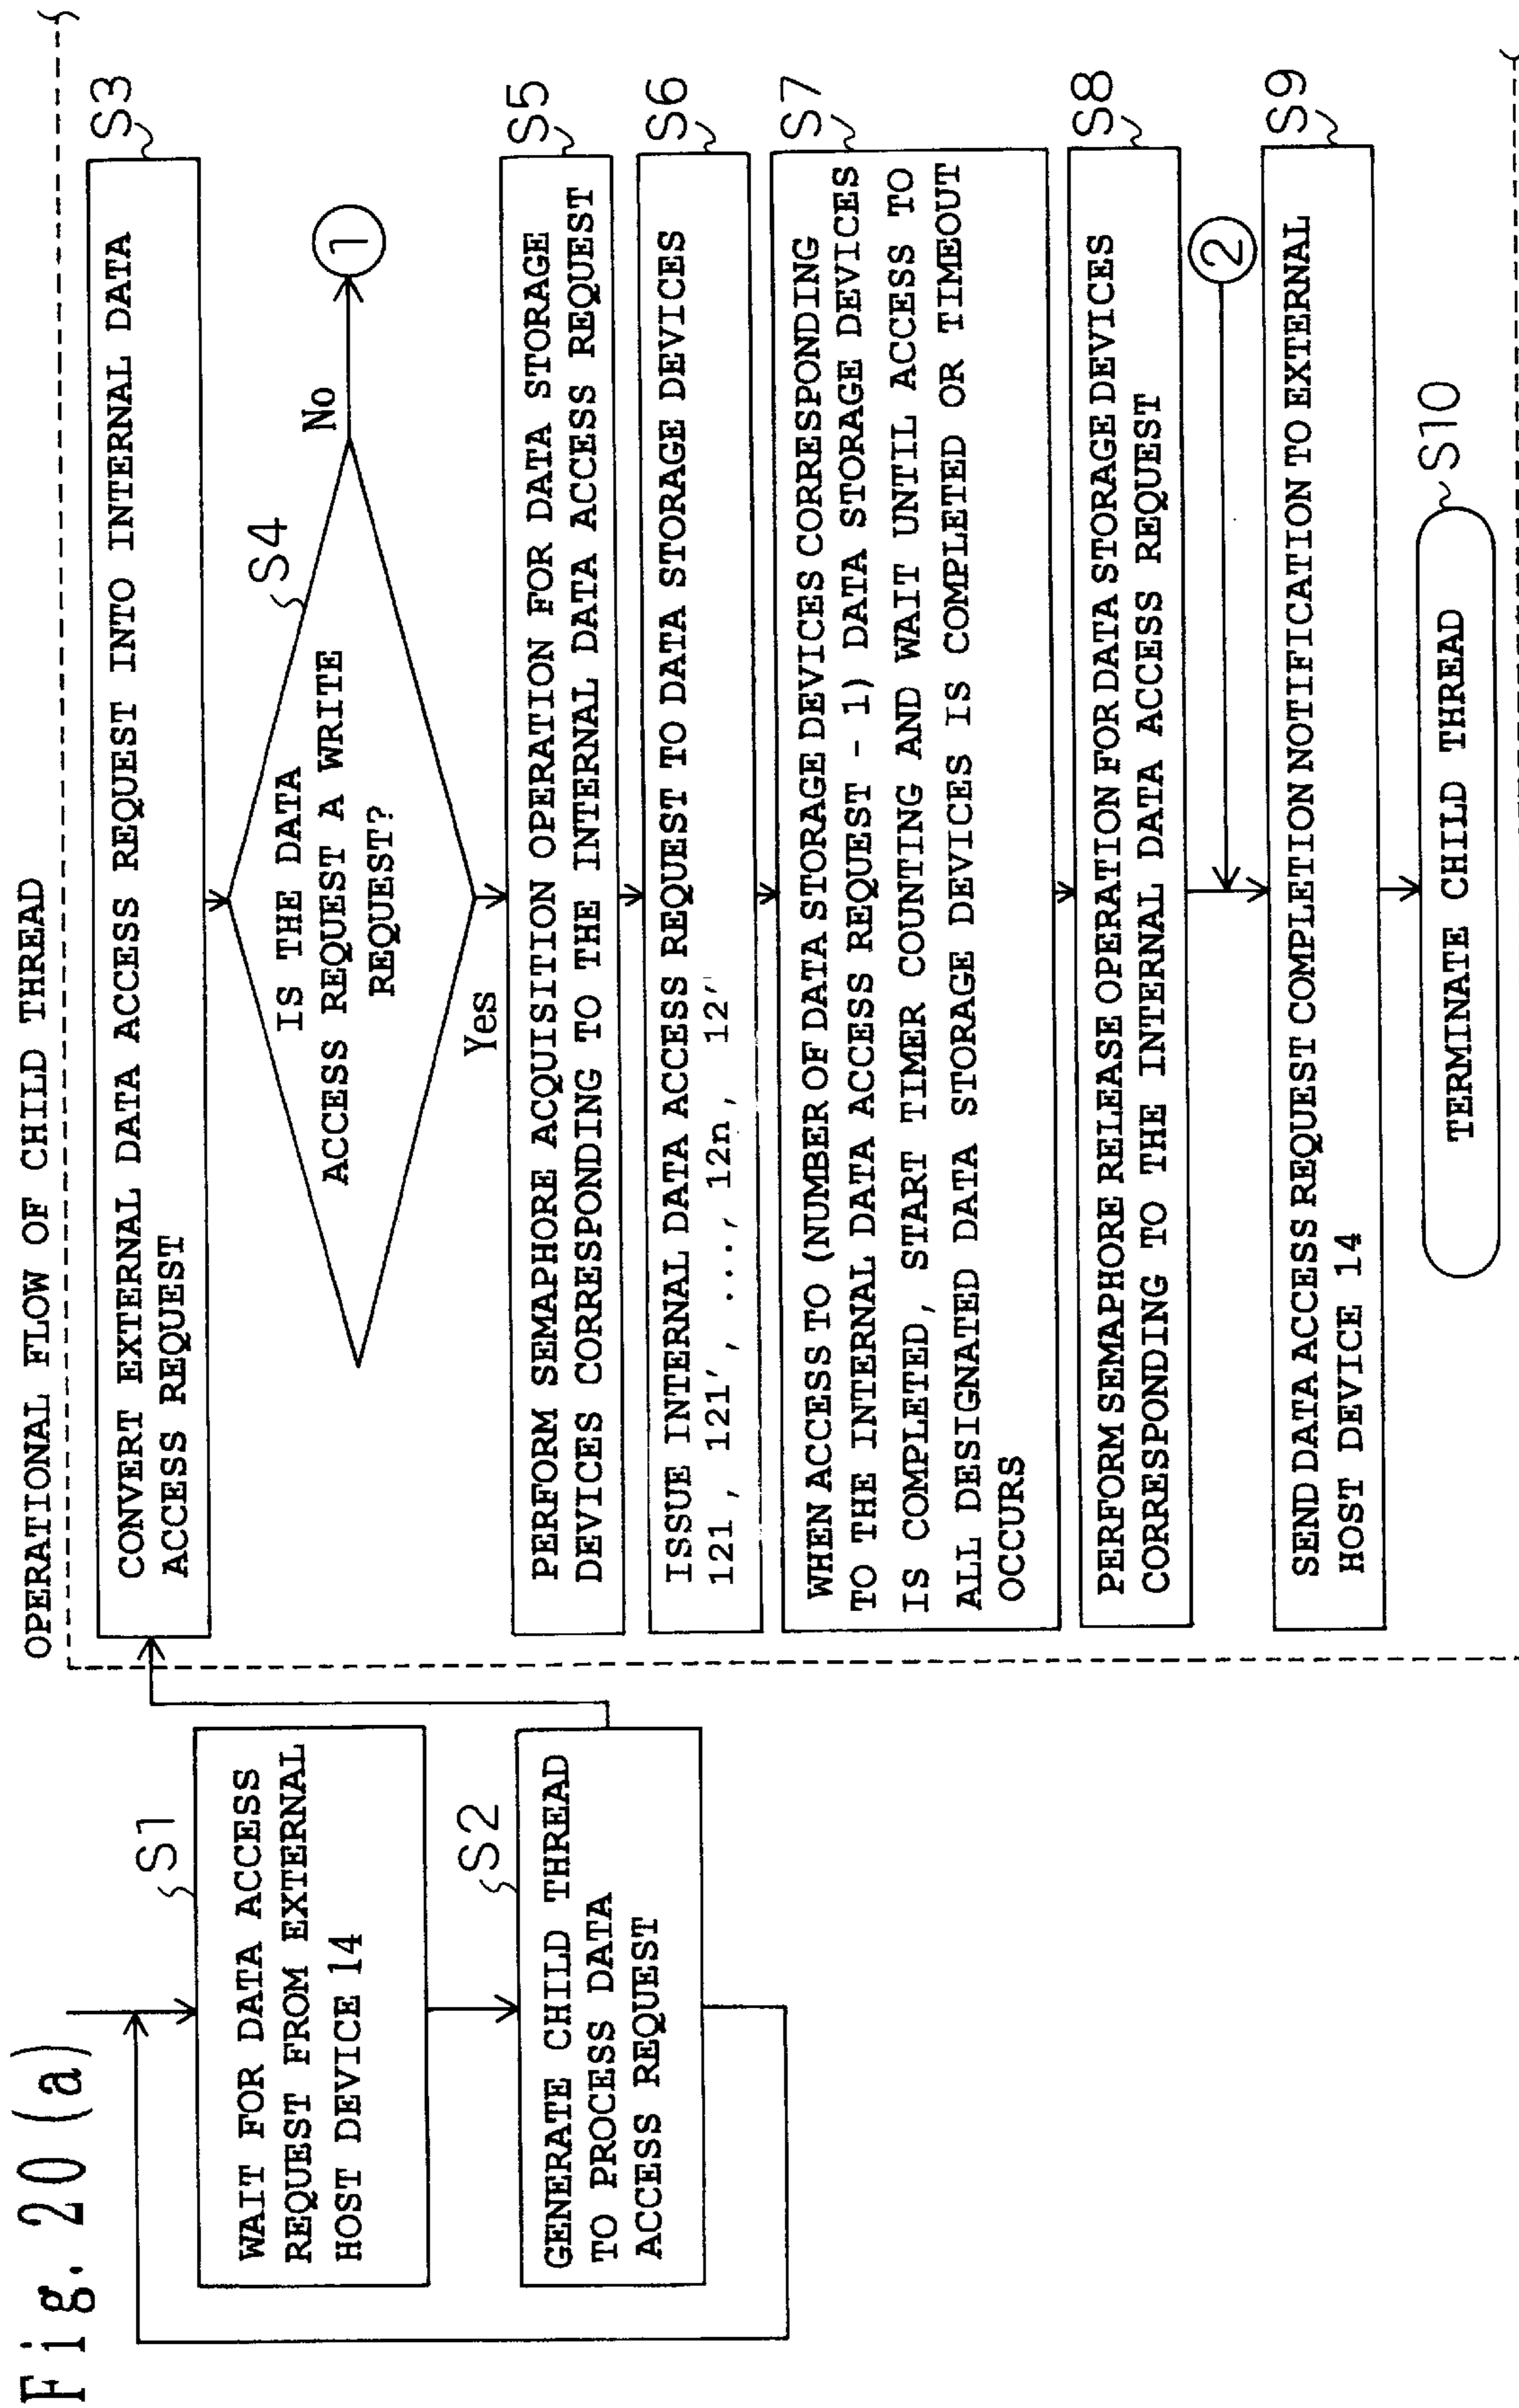 Fig. 20 (a)
S1
WAIT FOR DATA ACCESS
REQUEST FROM EXTERNAL
HOST DEVICE 14
S2
GENERATE CHILD THREAD
TO PROCESS DATA
ACCESS REQUEST
OPERATIONAL FLOW OF CHILD THREAD
S3
CONVERT EXTERNAL DATA ACCESS REQUEST INTO INTERNAL DATA
ACCESS REQUEST
S4
IS THE DATA
ACCESS REQUEST A WRITE
REQUEST?
No
1
Yes
S5
PERFORM SEMAPHORE ACQUISITION OPERATION FOR DATA STORAGE
DEVICES CORRESPONDING TO THE INTERNAL DATA ACCESS REQUEST
S6
ISSUE INTERNAL DATA ACCESS REQUEST TO DATA STORAGE DEVICES
121, 121', ..., 12n, 12'
S7
WHEN ACCESS TO (NUMBER OF DATA STORAGE DEVICES CORRESPONDING
TO THE INTERNAL DATA ACCESS REQUEST - 1) DATA STORAGE DEVICES
IS COMPLETED, START TIMER COUNTING AND WAIT UNTIL ACCESS TO
ALL DESIGNATED DATA STORAGE DEVICES IS COMPLETED OR TIMEOUT
OCCURS
S8
PERFORM SEMAPHORE RELEASE OPERATION FOR DATA STORAGE DEVICES
CORRESPONDING TO THE INTERNAL DATA ACCESS REQUEST
2
S9
SEND DATA ACCESS REQUEST COMPLETION NOTIFICATION TO EXTERNAL
HOST DEVICE 14
S10
TERMINATE CHILD THREAD